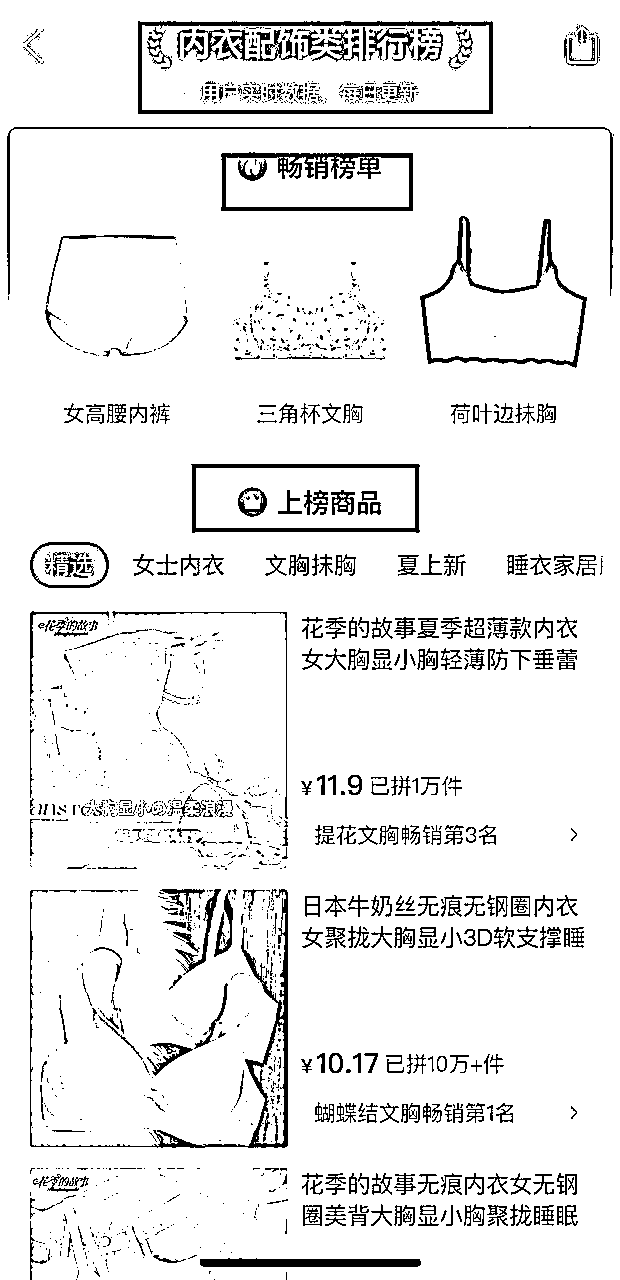 内衣配饰类排行榜
用户实时数据，每日更新
畅销榜单
女高腰内裤
三角杯文胸
荷叶边抹胸
上榜商品
精选
女士内衣
文胸抹胸
夏上新
睡衣家居
花季的故事
花季的故事夏季超薄款内衣
女大胸显小胸轻薄防下垂蕾
大胸显小の温柔浪漫
¥11.9 已拼1万件
提花文胸畅销第3名
日本牛奶丝无痕无钢圈内衣
女聚拢大胸显小3D软支撑睡
¥10.17 已拼10万+件
蝴蝶结文胸畅销第1名
花季的故事
花季的故事无痕内衣女无钢
圈美背大胸显小胸聚拢睡眠